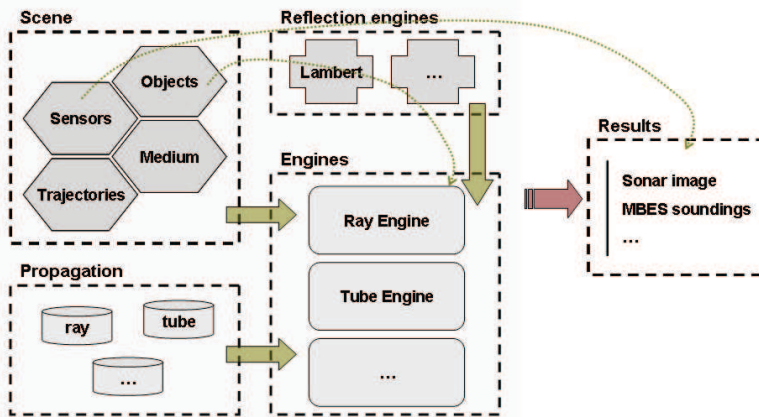 Scene
Objects
Sensors
Medium
Trajectories
Propagation
ray
tube
...
Reflection engines
Lambert
...
Engines
Ray Engine
Tube Engine
...
Results
Sonar image
MBES soundings
...